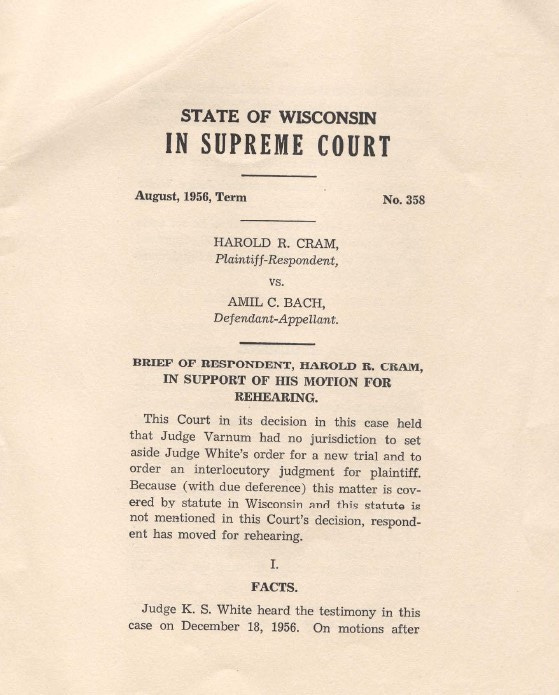 STATE OF WISCONSIN
IN SUPREME COURT
August, 1956, Term No. 358
HAROLD R. CRAM,
Plaintiff-Respondent,
vs.
AMIL C. BACH,
Defendant-Appellant.
BRIEF OF RESPONDENT, HAROLD R. CRAM,
IN SUPPORT OF HIS MOTION FOR
REHEARING.
This Court in its decision in this case held
that Judge Varnum had no jurisdiction to set
aside Judge White's order for a new trial and to
order an interlocutory judgment for plaintiff.
Because (with due deference) this matter is cov-
ered by statute in Wisconsin and this statute is
not mentioned in this Court's decision, respond-
ent has moved for rehearing.
I.
FACTS.
Judge K. S. White heard the testimony in this
case on December 18, 1956. On motions after